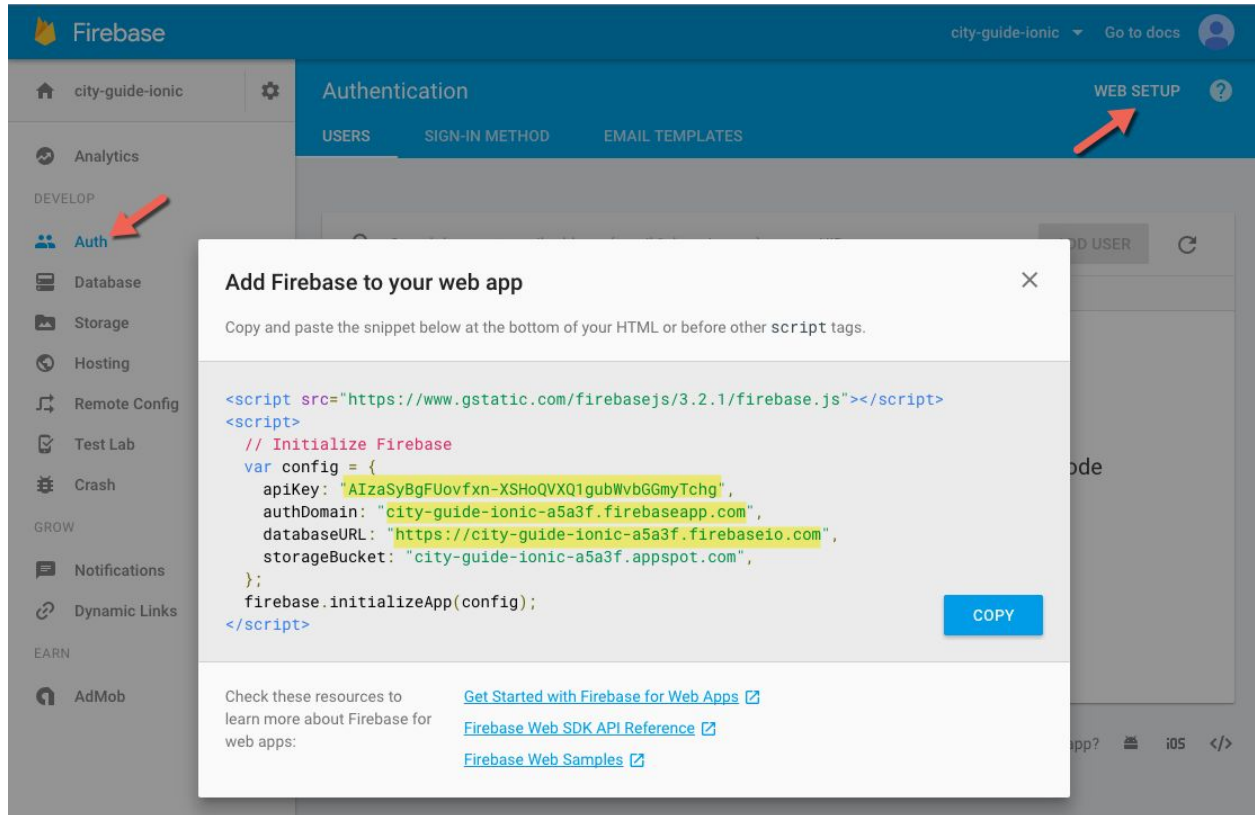 Firebase
city-guide-ionic
Go to docs
city-guide-ionic
Authentication
WEB SETUP
?
USERS
SIGN-IN METHOD
EMAIL TEMPLATES
Analytics
DEVELOP
Auth
Database
Storage
Hosting
Remote Config
Test Lab
Crash
GROW
Notifications
Dynamic Links
EARN
AdMob
DD USER
Add Firebase to your web app
Copy and paste the snippet below at the bottom of your HTML or before other script tags.
<script src="https://www.gstatic.com/firebasejs/3.2.1/firebase.js"></script>
<script>
// Initialize Firebase
var config = {
apiKey: "AIzaSyBgFUovfxn-XSHoQVXQ1gubWvbGGmyTchg",
authDomain: "city-guide-ionic-a5a3f.firebaseapp.com",
databaseURL: "https://city-guide-ionic-a5a3f.firebaseio.com",
storageBucket: "city-guide-ionic-a5a3f.appspot.com",
};
firebase.initializeApp(config);
</script>
COPY
Check these resources to
learn more about Firebase for
web apps:
Get Started with Firebase for Web Apps
Firebase Web SDK API Reference
Firebase Web Samples
ode
app?
iOS
</>